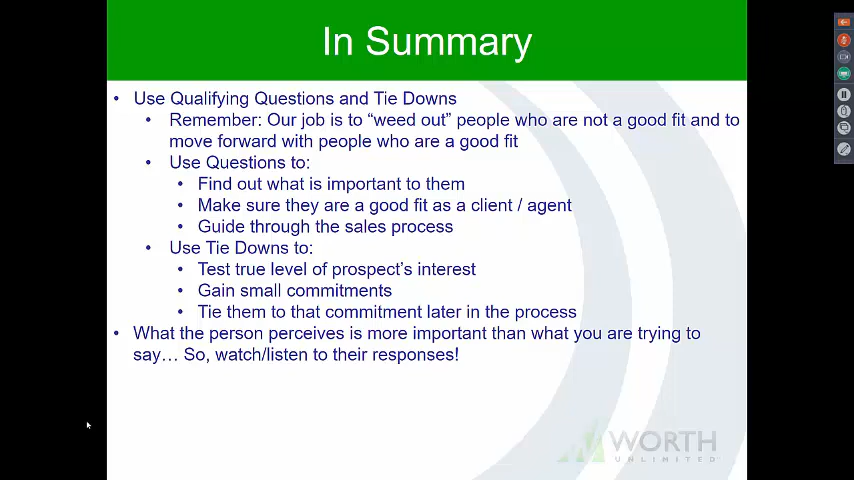 In Summary
• Use Qualifying Questions and Tie Downs
• Remember: Our job is to “weed out” people who are not a good fit and to
move forward with people who are a good fit
• Use Questions to:
• Find out what is important to them
• Make sure they are a good fit as a client / agent
• Guide through the sales process
• Use Tie Downs to:
• Test true level of prospect’s interest
• Gain small commitments
• Tie them to that commitment later in the process
• What the person perceives is more important than what you are trying to
say… So, watch/listen to their responses!
WORTH
UNLIMITED